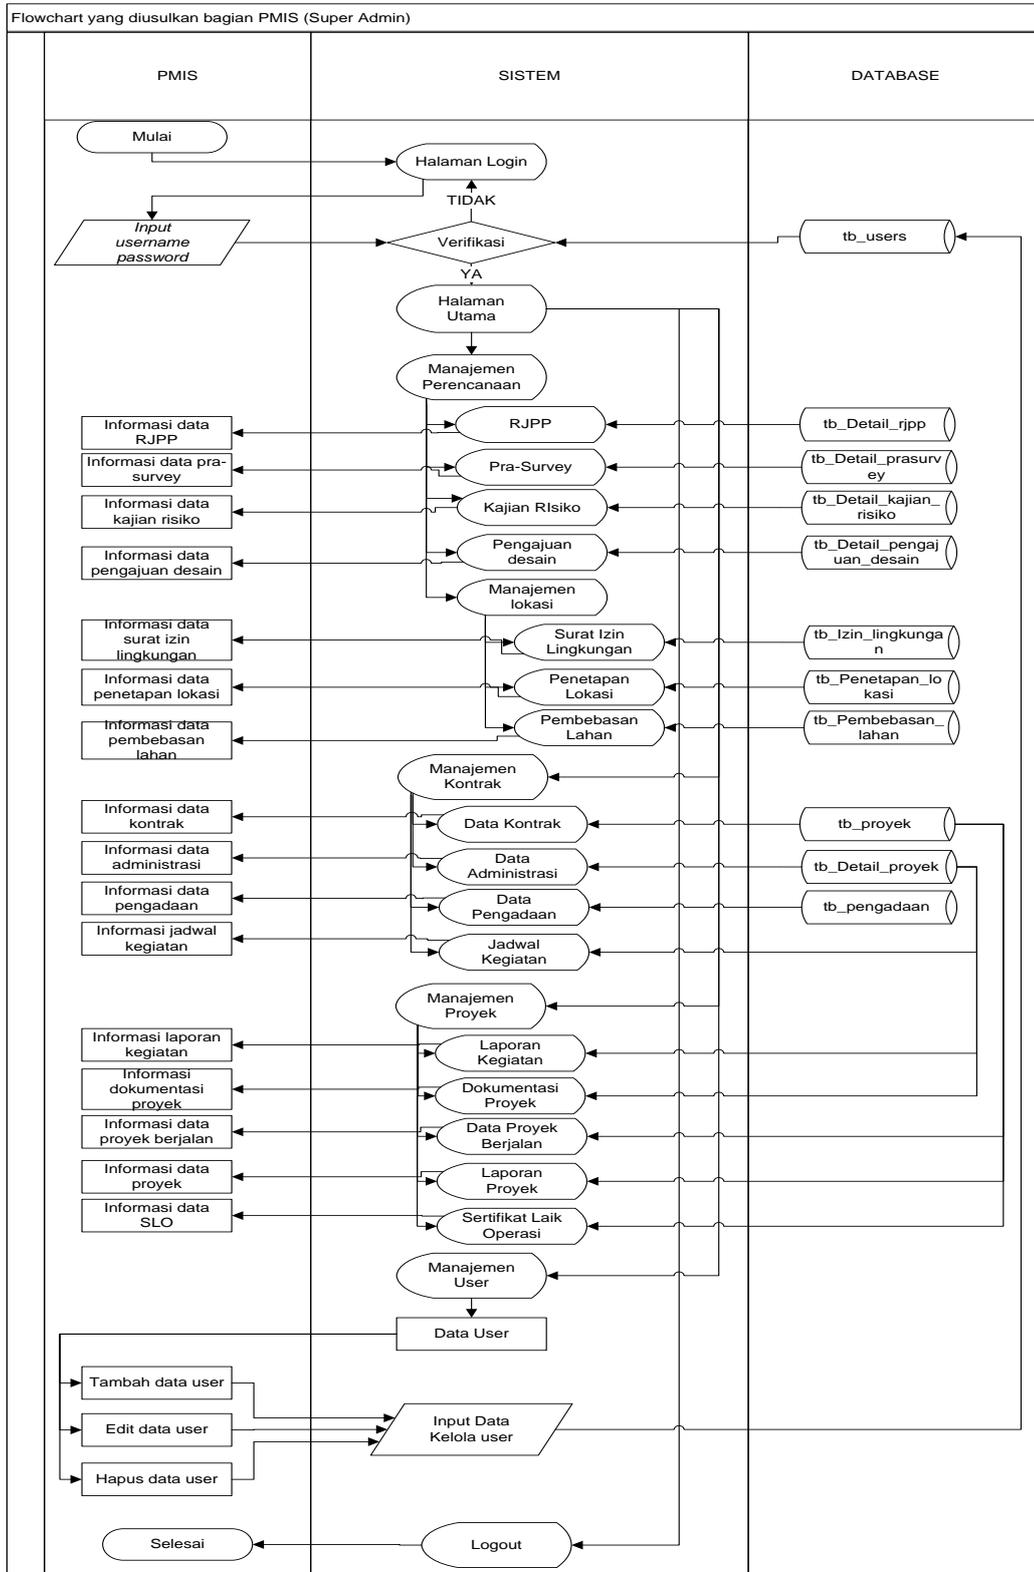 Flowchart yang diusulkan bagian PMIS (Super Admin)
PMIS
SISTEM
DATABASE
Mulai
Halaman Login
TIDAK
Input
username
password
Verifikasi
tb_users
YA
Halaman
Utama
Manajemen
Perencanaan
Informasi data
RJPP
RJPP
tb_Detail_rjpp
Informasi data pra-
survey
Pra-Survey
tb_Detail_prasurv
ey
Informasi data
kajian risiko
Kajian RIsiko
tb_Detail_kajian_
risiko
Informasi data
pengajuan desain
Pengajuan
desain
tb_Detail_pengaj
uan_desain
Manajemen
lokasi
Informasi data
surat izin
lingkungan
Surat Izin
Lingkungan
tb_Izin_lingkunga
n
Informasi data
penetapan lokasi
Penetapan
Lokasi
tb_Penetapan_lo
kasi
Informasi data
pembebasan
lahan
Pembebasan
Lahan
tb_Pembebasan_
lahan
Manajemen
Kontrak
Informasi data
kontrak
Data Kontrak
tb_proyek
Informasi data
administrasi
Data
Administrasi
tb_Detail_proyek
Informasi data
pengadaan
Data
Pengadaan
tb_pengadaan
Informasi jadwal
kegiatan
Jadwal
Kegiatan
Manajemen
Proyek
Informasi laporan
kegiatan
Laporan
Kegiatan
Informasi
dokumentasi
proyek
Dokumentasi
Proyek
Informasi data
proyek berjalan
Data Proyek
Berjalan
Informasi data
proyek
Laporan
Proyek
Informasi data
SLO
Sertifikat Laik
Operasi
Manajemen
User
Data User
Tambah data user
Edit data user
Input Data
Kelola user
Hapus data user
Selesai
Logout